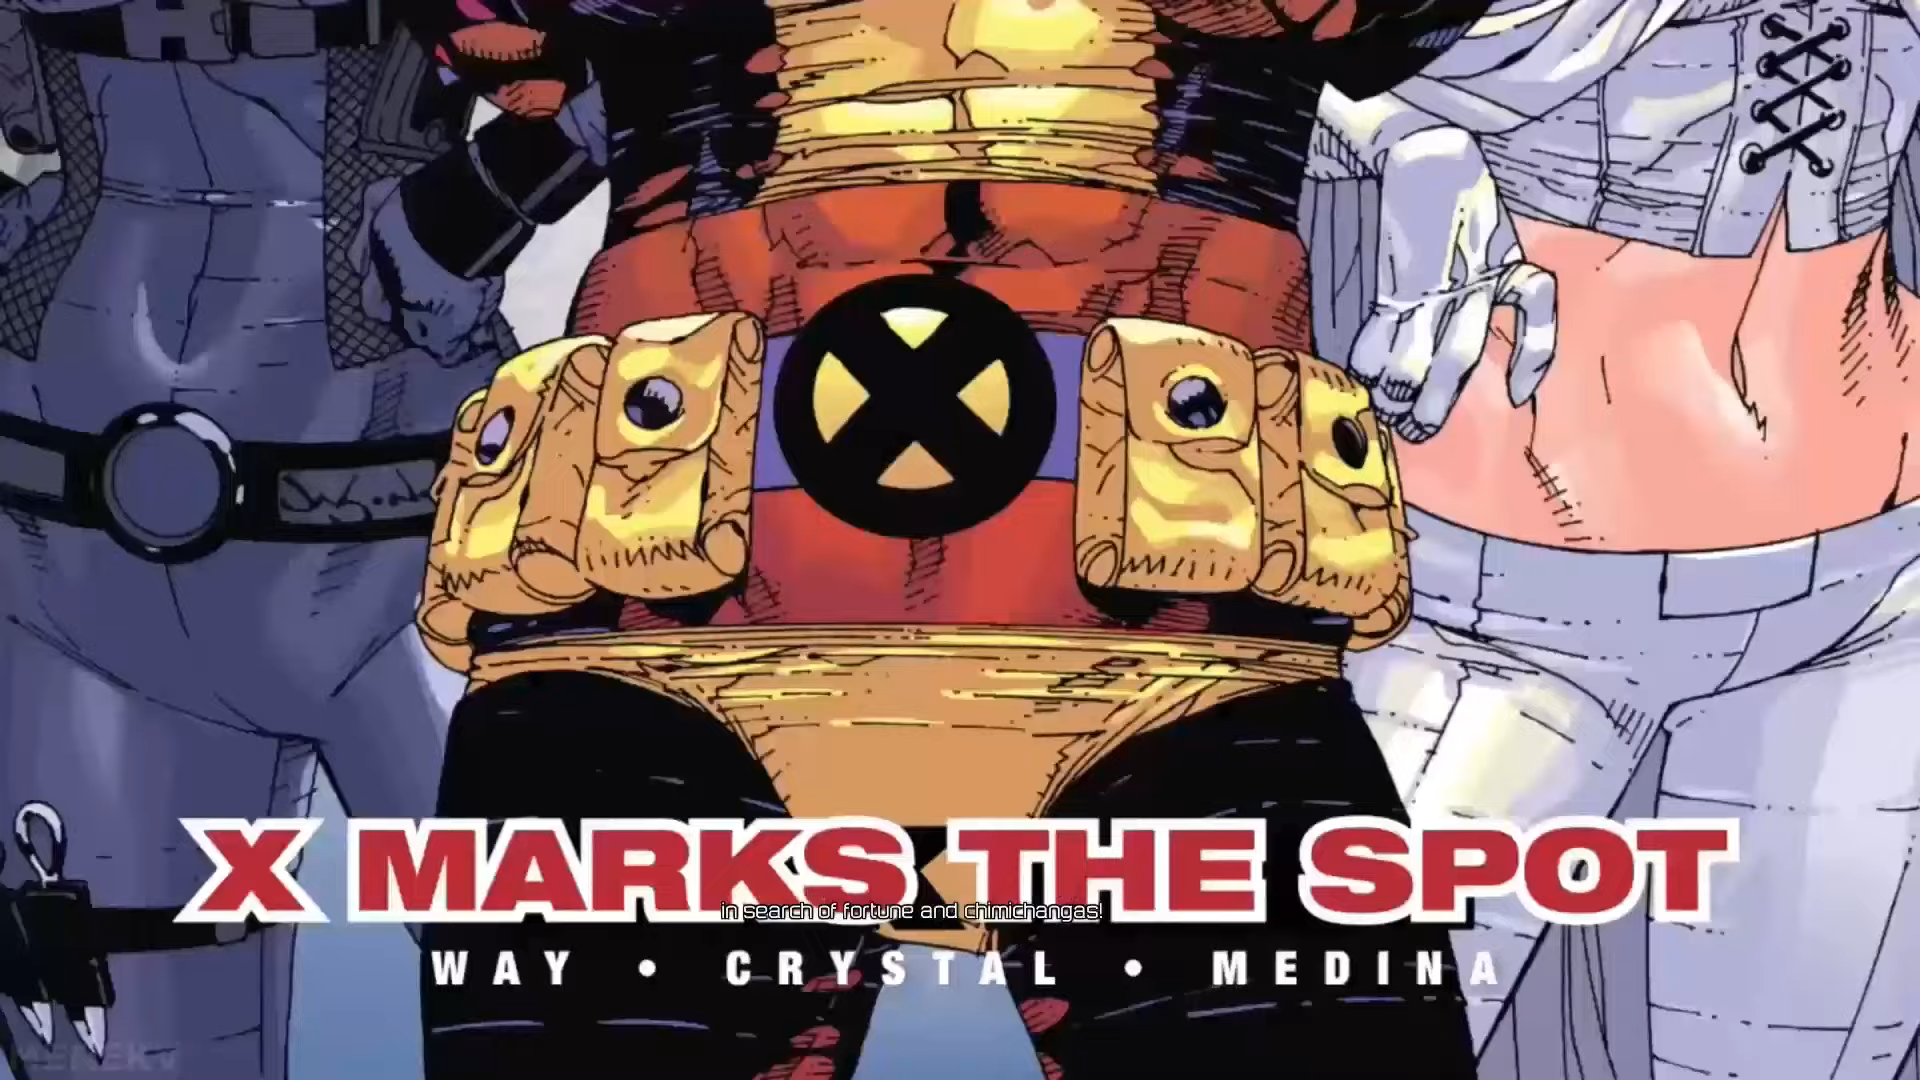 X MARKS THE SPOT
in search of fortune and chimichangas!
WAY • CRYSTAL • MEDINA